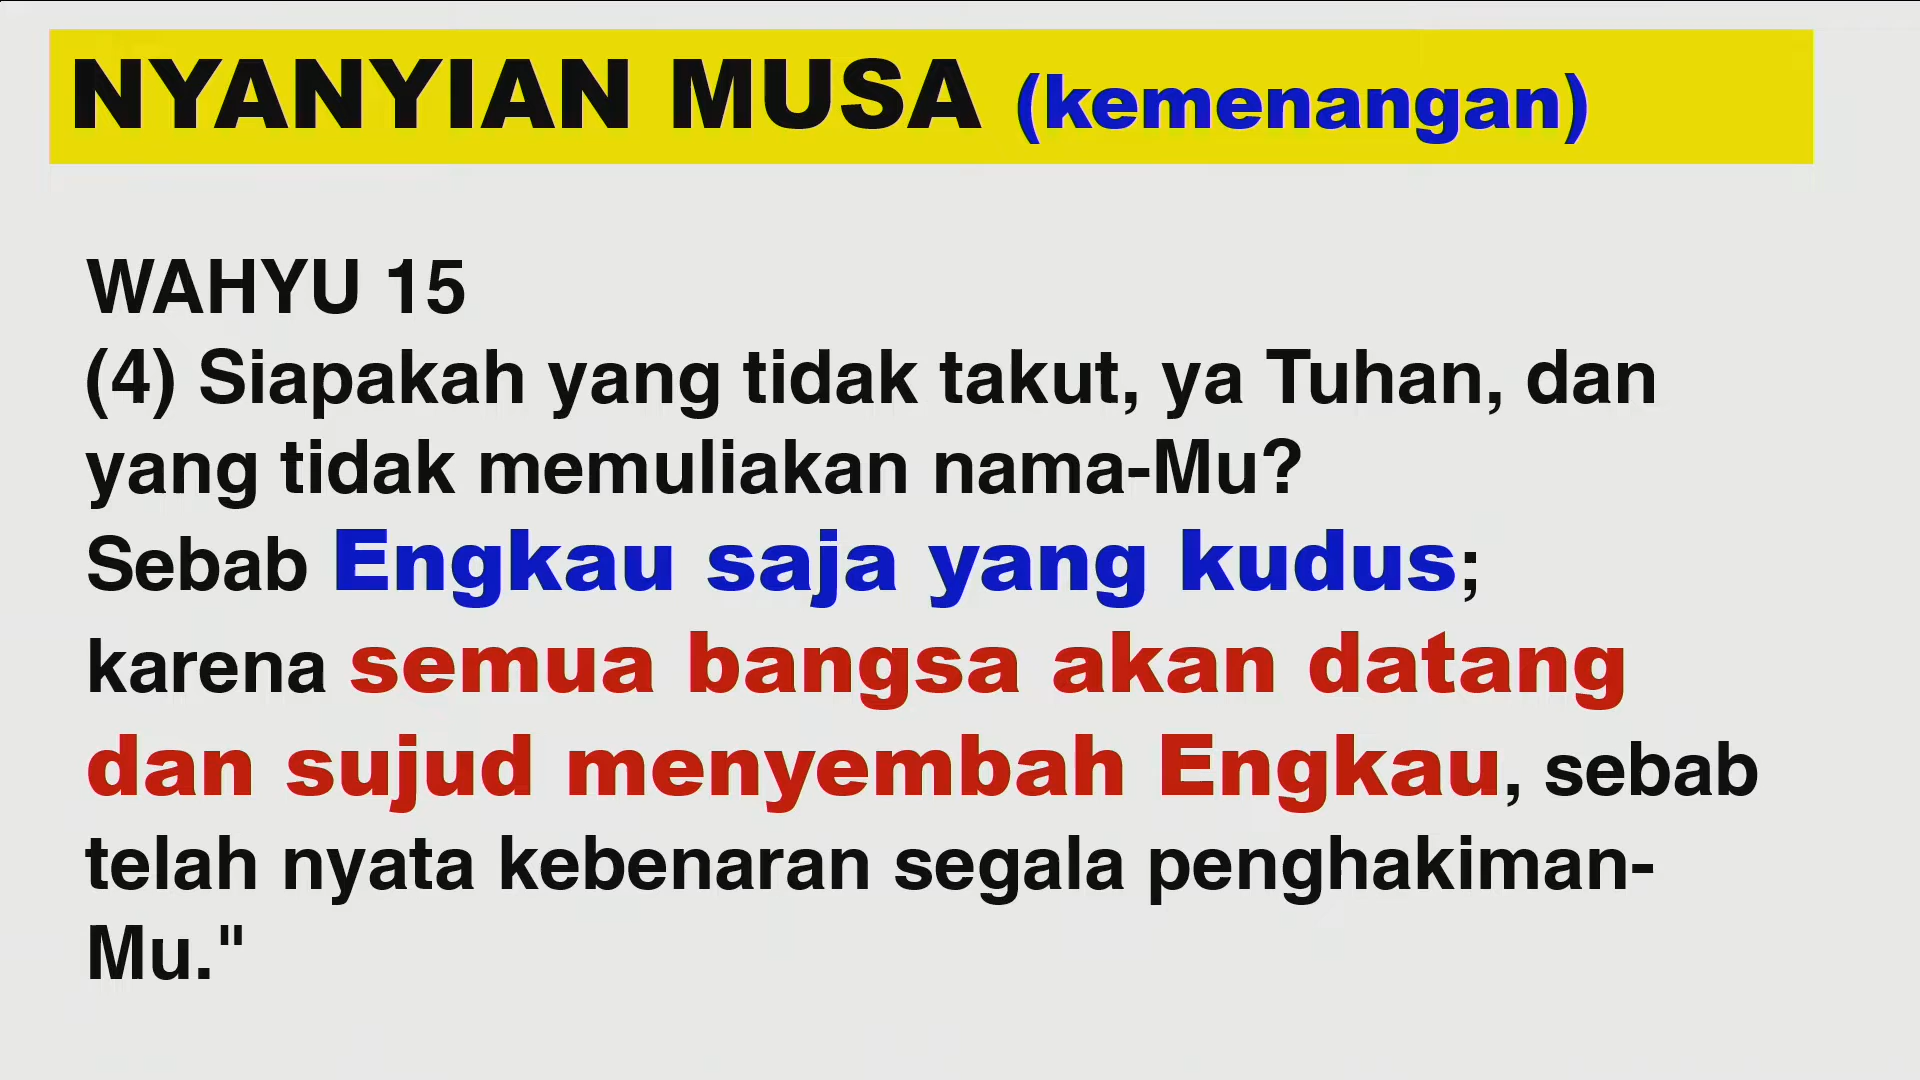 NYANYIAN MUSA (kemenangan)
WAHYU 15
(4) Siapakah yang tidak takut, ya Tuhan, dan
yang tidak memuliakan nama-Mu?
Sebab Engkau saja yang kudus;
karena semua bangsa akan datang
dan sujud menyembah Engkau, sebab
telah nyata kebenaran segala penghakiman-
Mu."